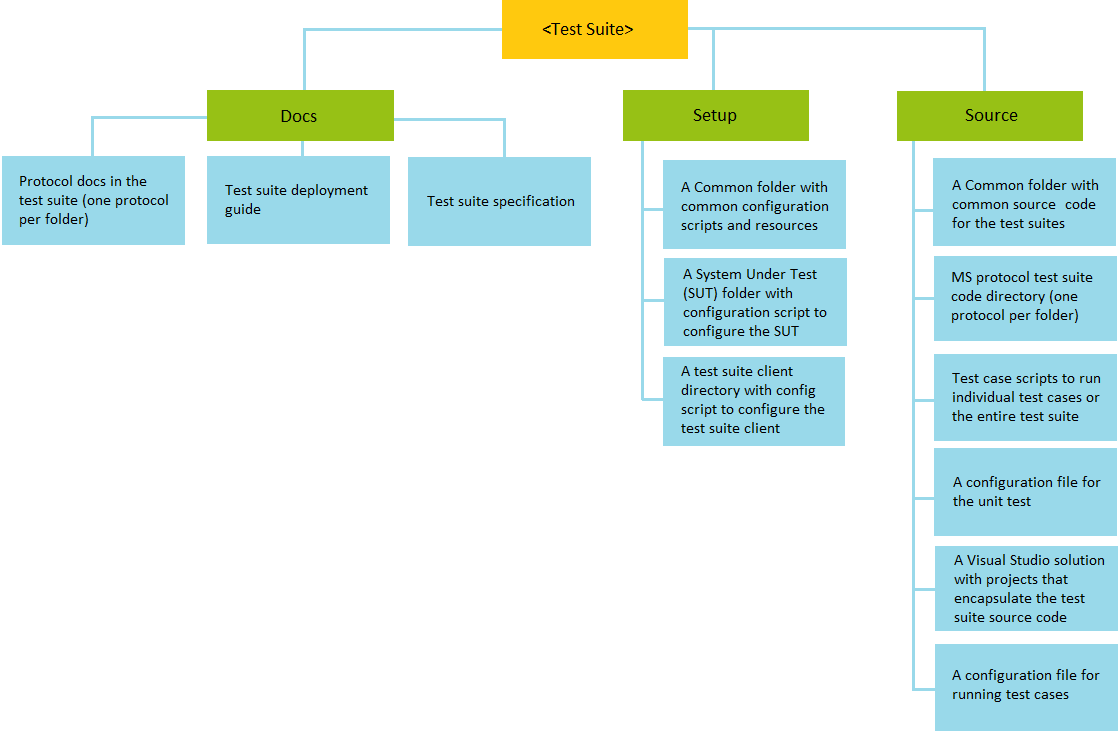 <Test Suite>
Docs
Setup
Source
Protocol docs in the
test suite (one protocol
per folder)
Test suite deployment
guide
Test suite specification
A Common folder with
common configuration
scripts and resources
A System Under Test
(SUT) folder with
configuration script to
configure the SUT
A test suite client
directory with config
script to configure the
test suite client
A Common folder with
common source code
for the test suites
MS protocol test suite
code directory (one
protocol per folder)
Test case scripts to run
individual test cases or
the entire test suite
A configuration file for
the unit test
A Visual Studio solution
with projects that
encapsulate the test
suite source code
A configuration file for
running test cases